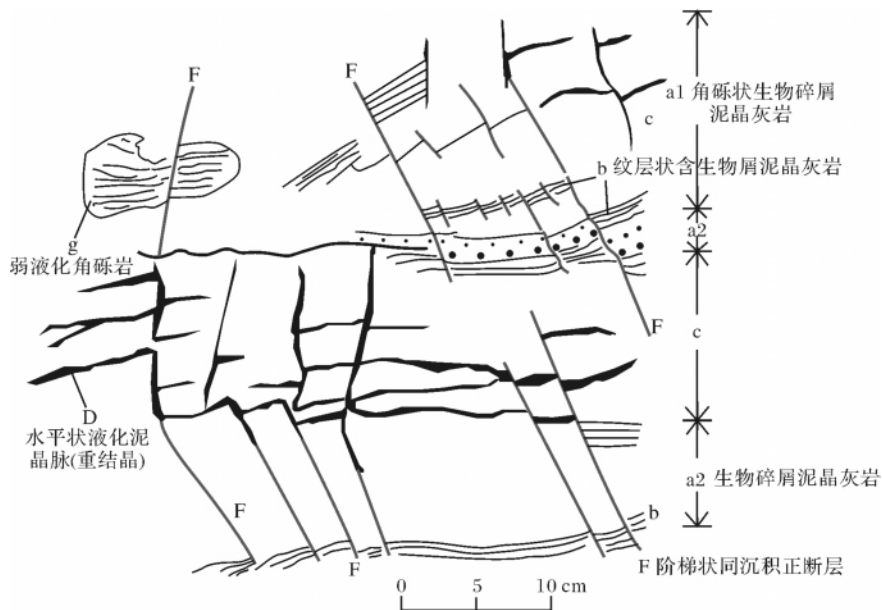 F
F
a1 角砾状生物碎屑
泥晶灰岩
c
b 纹层状含生物屑泥晶灰岩
a2
g
弱液化角砾岩
F
c
D
水平状液化泥
晶脉(重结晶)
a2 生物碎屑泥晶灰岩
F
b
F
F 阶梯状同沉积正断层
0 5 10 cm